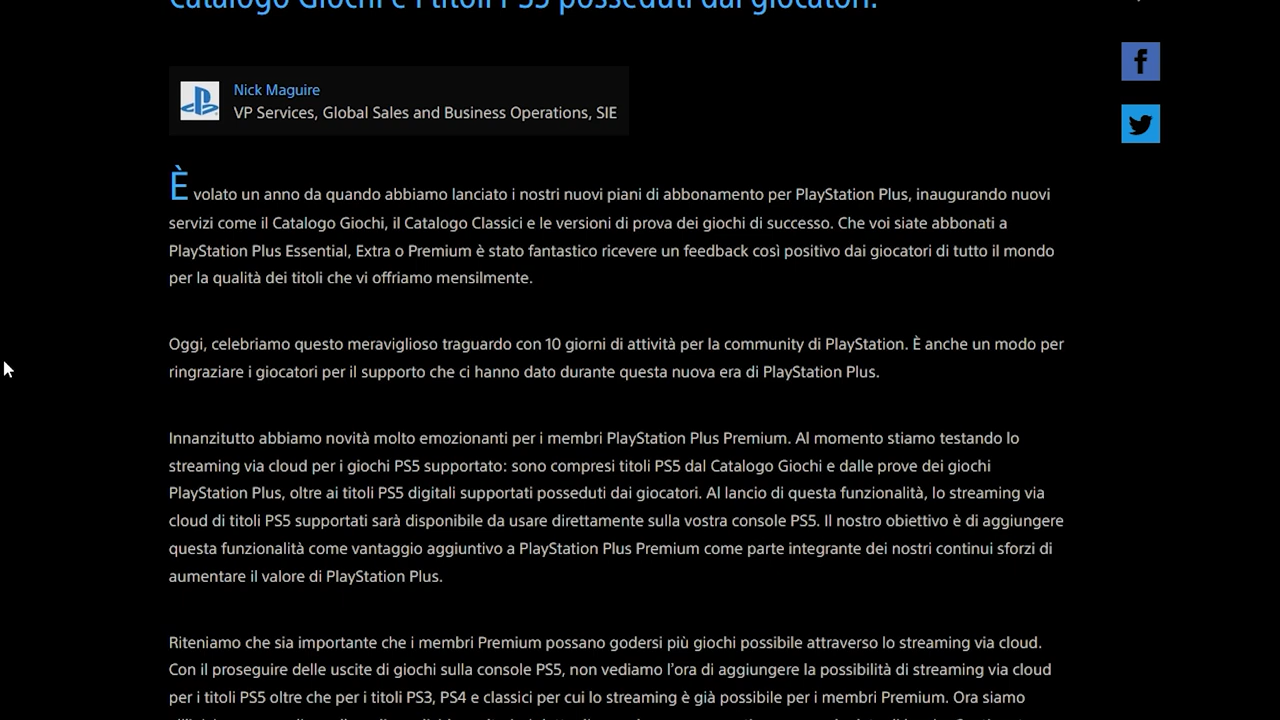 Catalogo Giochi e i titoli PS5 posseduti dai giocatori.
Nick Maguire
VP Services, Global Sales and Business Operations, SIE
È volato un anno da quando abbiamo lanciato i nostri nuovi piani di abbonamento per PlayStation Plus, inaugurando nuovi
servizi come il Catalogo Giochi, il Catalogo Classici e le versioni di prova dei giochi di successo. Che voi siate abbonati a
PlayStation Plus Essential, Extra o Premium è stato fantastico ricevere un feedback così positivo dai giocatori di tutto il mondo
per la qualità dei titoli che vi offriamo mensilmente.
Oggi, celebriamo questo meraviglioso traguardo con 10 giorni di attività per la community di PlayStation. È anche un modo per
ringraziare i giocatori per il supporto che ci hanno dato durante questa nuova era di PlayStation Plus.
Innanzitutto abbiamo novità molto emozionanti per i membri PlayStation Plus Premium. Al momento stiamo testando lo
streaming via cloud per i giochi PS5 supportato: sono compresi titoli PS5 dal Catalogo Giochi e dalle prove dei giochi
PlayStation Plus, oltre ai titoli PS5 digitali supportati posseduti dai giocatori. Al lancio di questa funzionalità, lo streaming via
cloud di titoli PS5 supportati sarà disponibile da usare direttamente sulla vostra console PS5. Il nostro obiettivo è di aggiungere
questa funzionalità come vantaggio aggiuntivo a PlayStation Plus Premium come parte integrante dei nostri continui sforzi di
aumentare il valore di PlayStation Plus.
Riteniamo che sia importante che i membri Premium possano godersi più giochi possibile attraverso lo streaming via cloud.
Con il proseguire delle uscite di giochi sulla console PS5, non vediamo l'ora di aggiungere la possibilità di streaming via cloud
per i titoli PS5 oltre che per i titoli PS3, PS4 e classici per cui lo streaming è già possibile per i membri Premium. Ora siamo